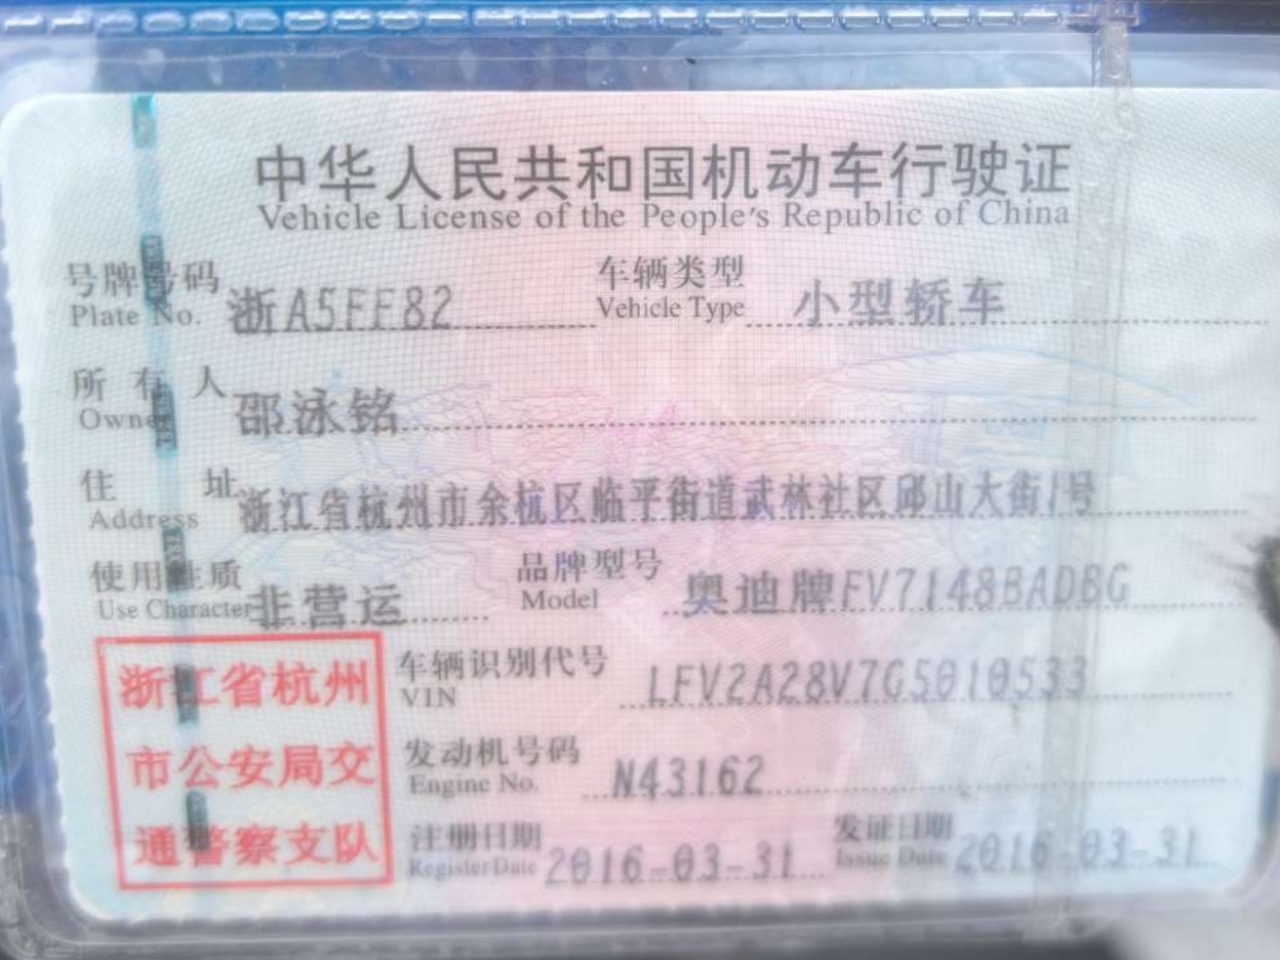 中华人民共和国机动车行驶证
Vehicle License of the People's Republic of China
号牌号码 浙A5FF82 车辆类型 小型轿车
Plate No. Vehicle Type
所有人 邵泳铭
Owner
住址 浙江省杭州市余杭区临平街道武林社区邱山大街1号
Address
使用性质 非营运 品牌型号 奥迪牌FV7148BADBG
Use Character Model
浙江省杭州
市公安局交
通警察支队
车辆识别代号 LFV2A28V7G5010533
VIN
发动机号码 N43162
Engine No.
注册日期 2016-03-31 发证日期 2016-03-31
Register Date Issue Date